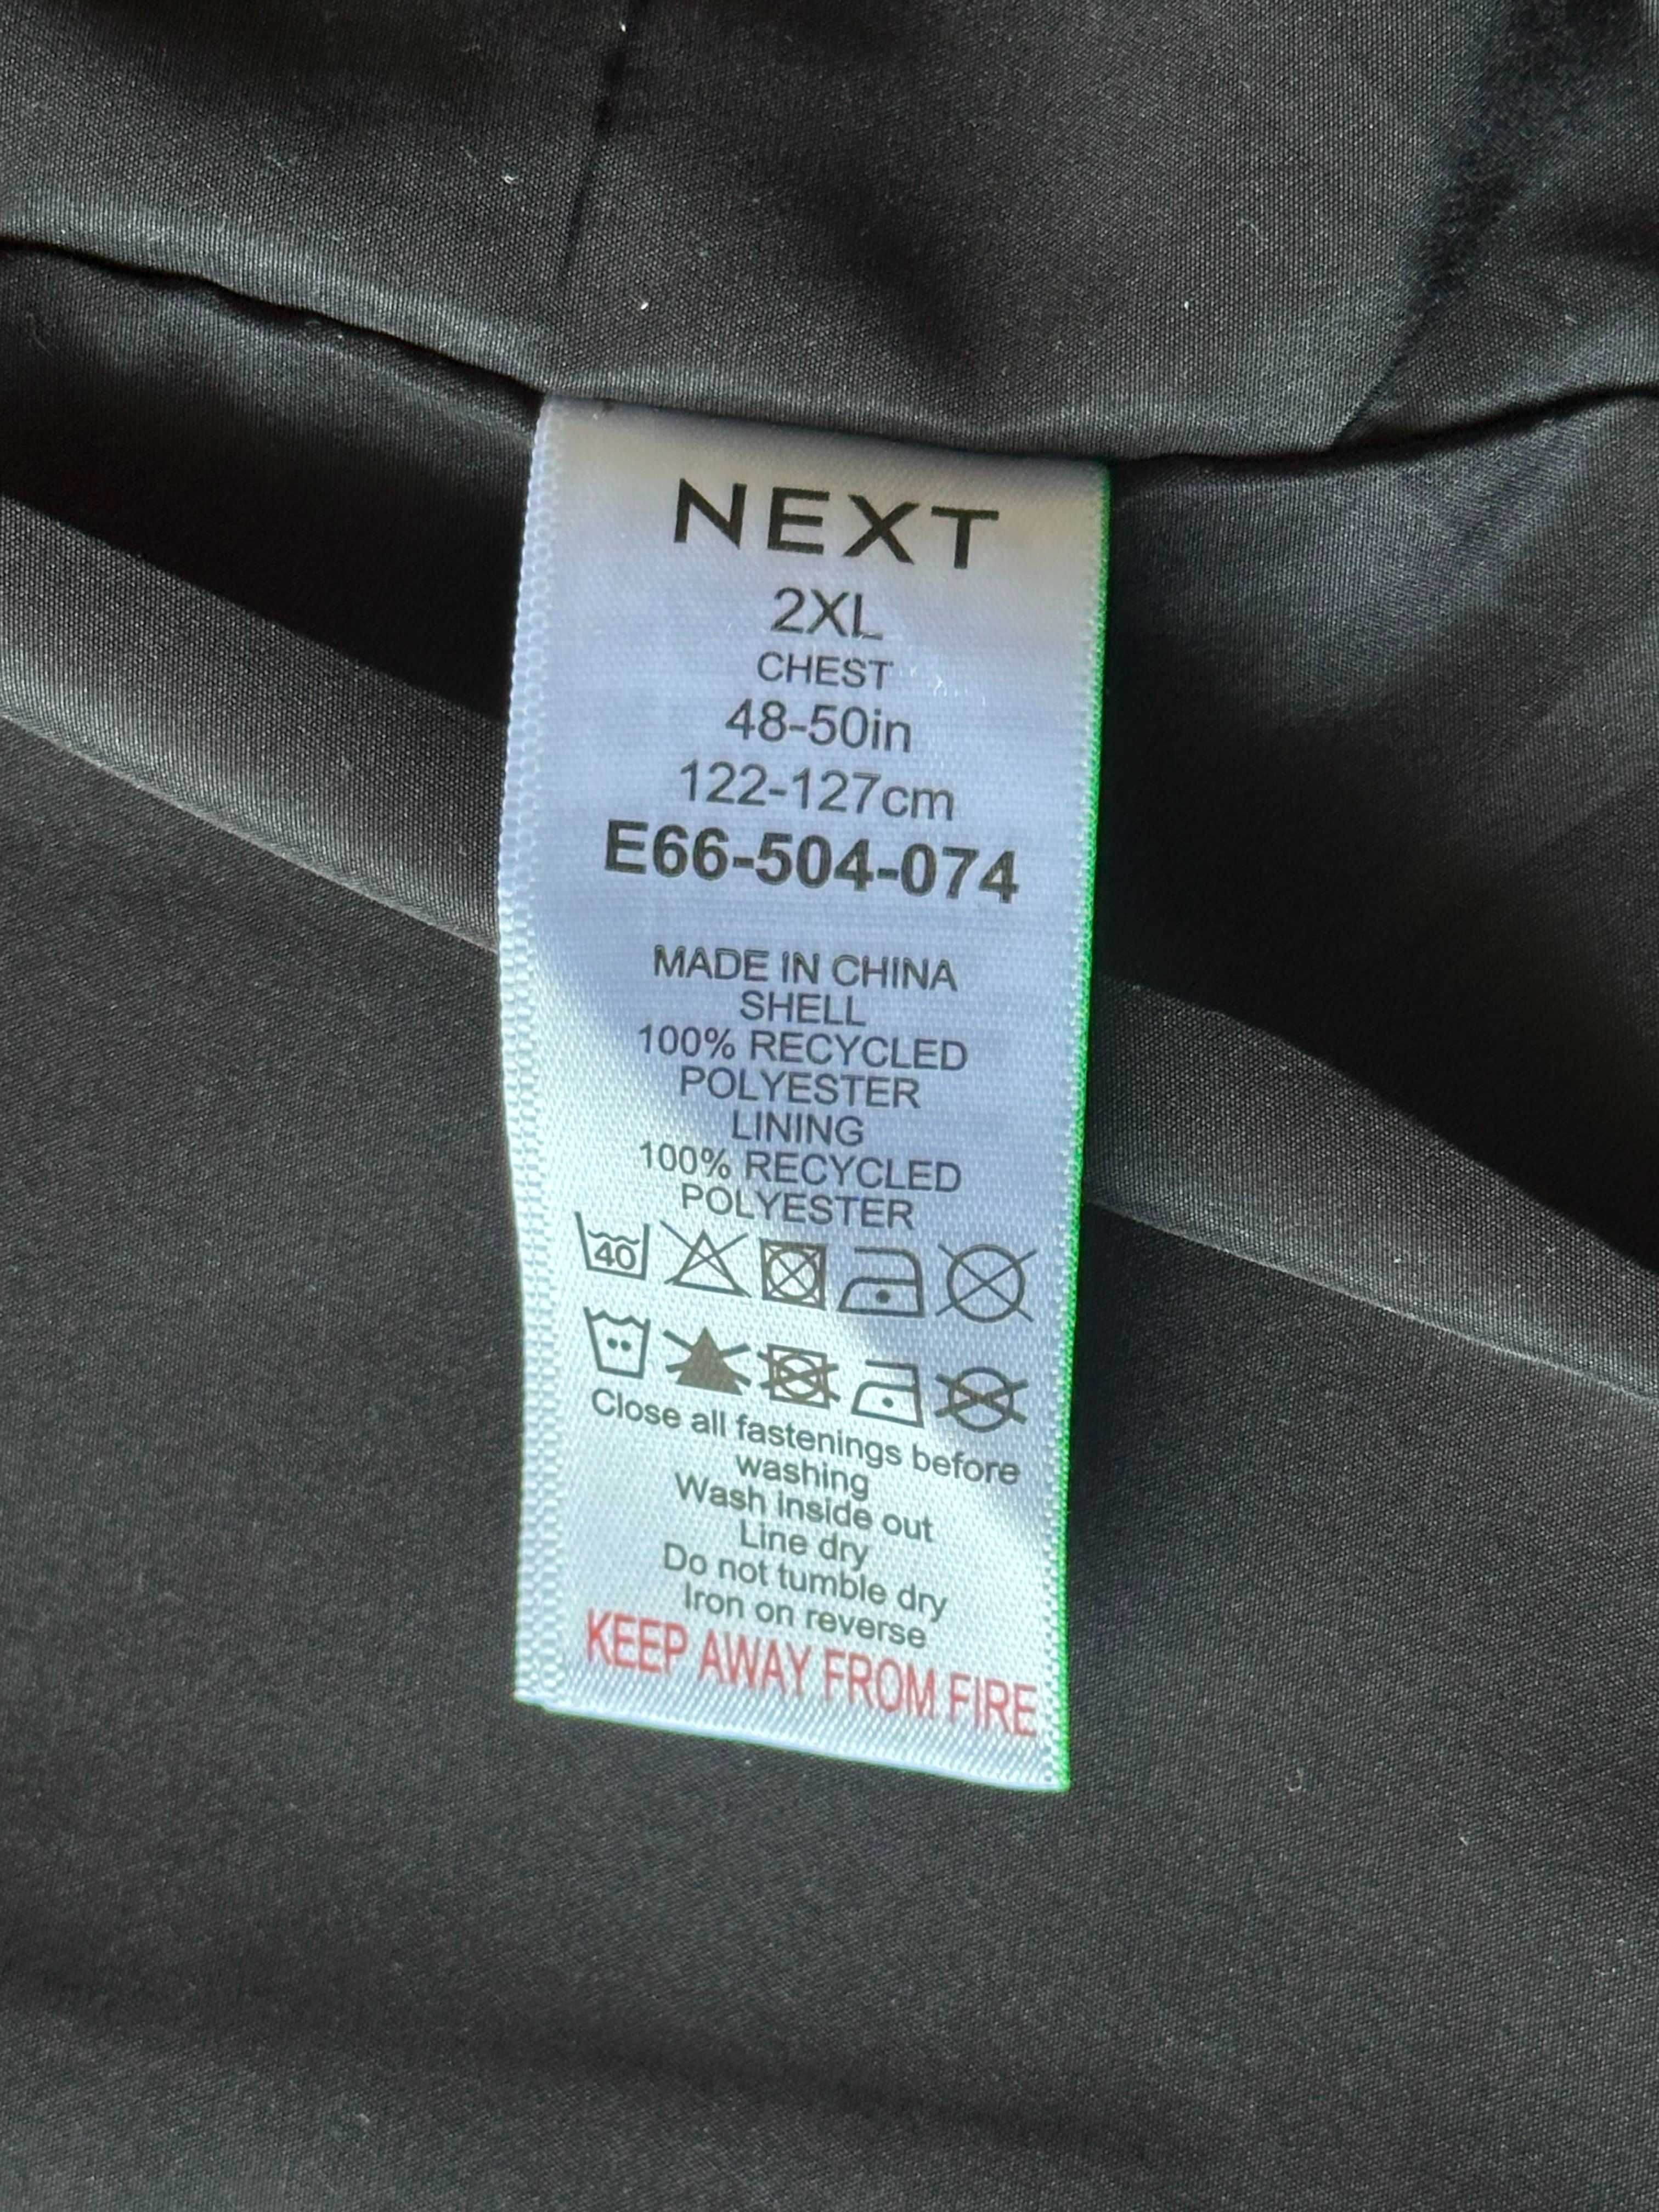 NEXT
2XL
CHEST
48-50in
122-127cm
E66-504-074
MADE IN CHINA
SHELL
100% RECYCLED
POLYESTER
LINING
100% RECYCLED
POLYESTER
40
Close all fastenings before
washing
Wash inside out
Line dry
Do not tumble dry
Iron on reverse
KEEP AWAY FROM FIRE